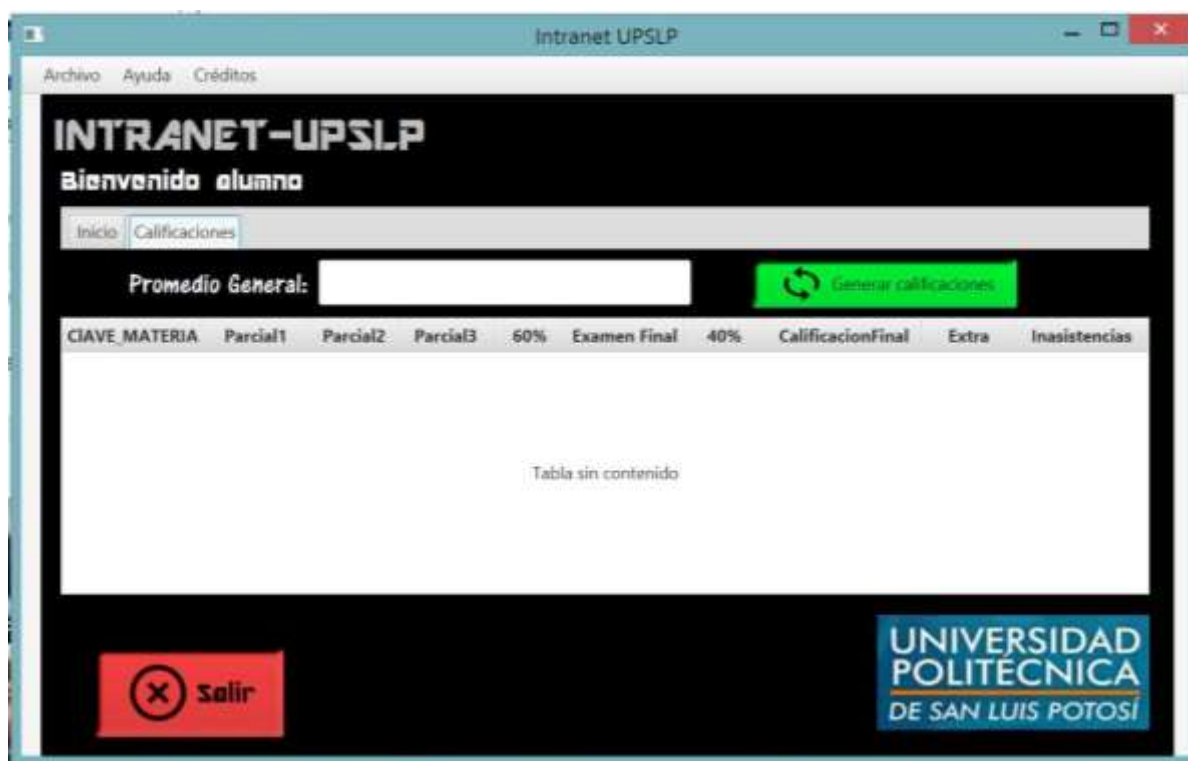 Intranet UPSLP
Archivo Ayuda Créditos
INTRANET-UPSLP
Bienvenido alumno
Inicio Calificaciones
Promedio General: Generar calificaciones
ClAVE_MATERIA Parcial1 Parcial2 Parcial3 60% Examen Final 40% CalificacionFinal Extra Inasistencias
Tabla sin contenido
Salir
UNIVERSIDAD
POLITÉCNICA
DE SAN LUIS POTOSÍ